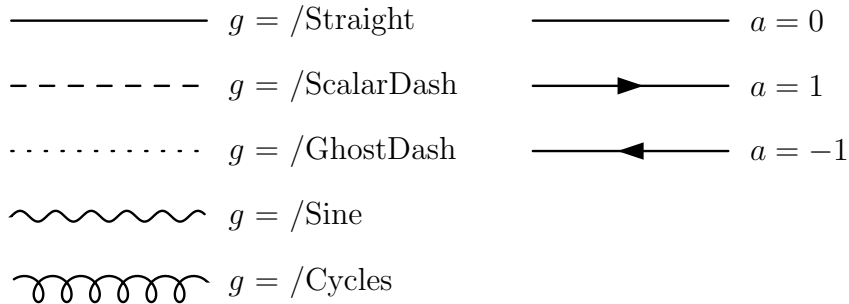 g = /Straight
a = 0
g = /ScalarDash
a = 1
g = /GhostDash
a = −1
g = /Sine
g = /Cycles